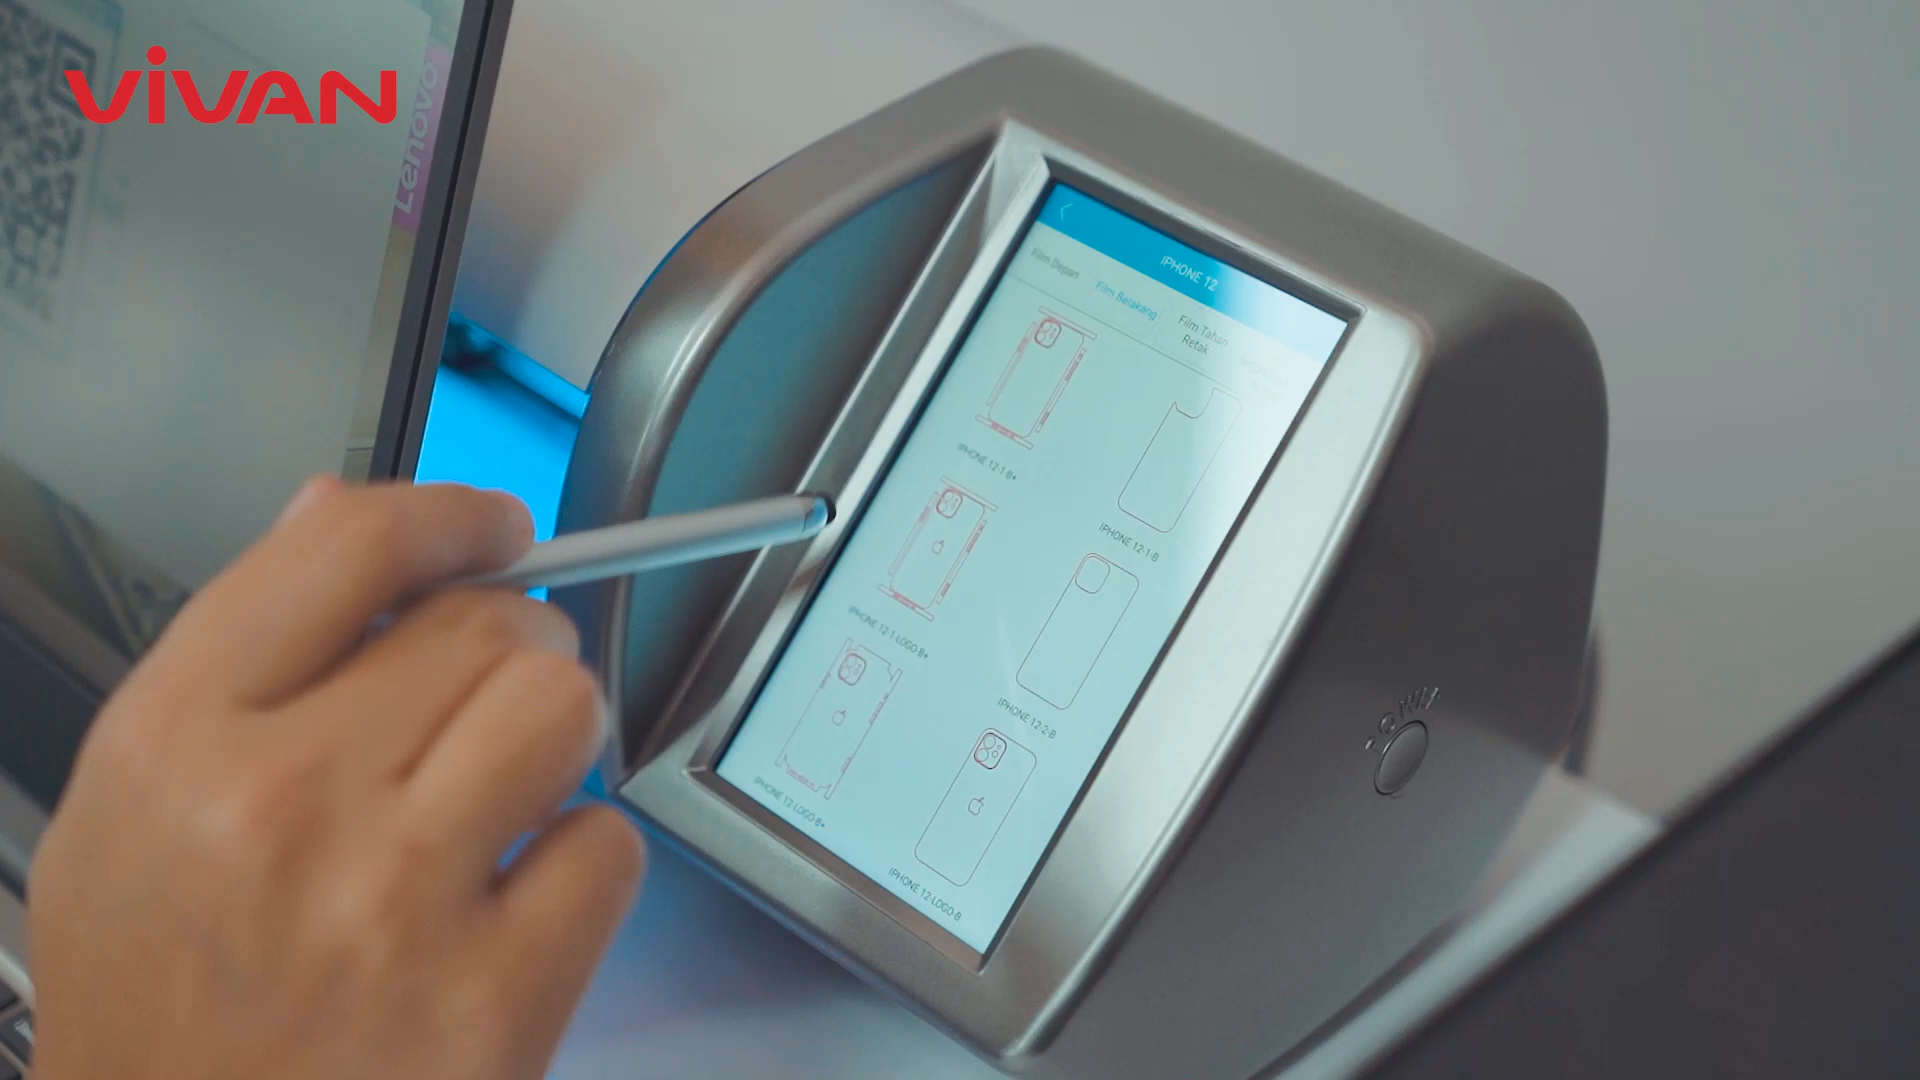 ViVAN
Lenovo
IPHONE 12
Film Depan
Film Belakang
Film Tahan
Retak
IPHONE 12-1-B+
IPHONE 12-1-B
IPHONE 12-1-LOGO-B+
IPHONE 12-2-B
IPHONE 12-LOGO-B+
IPHONE 12-LOGO-B